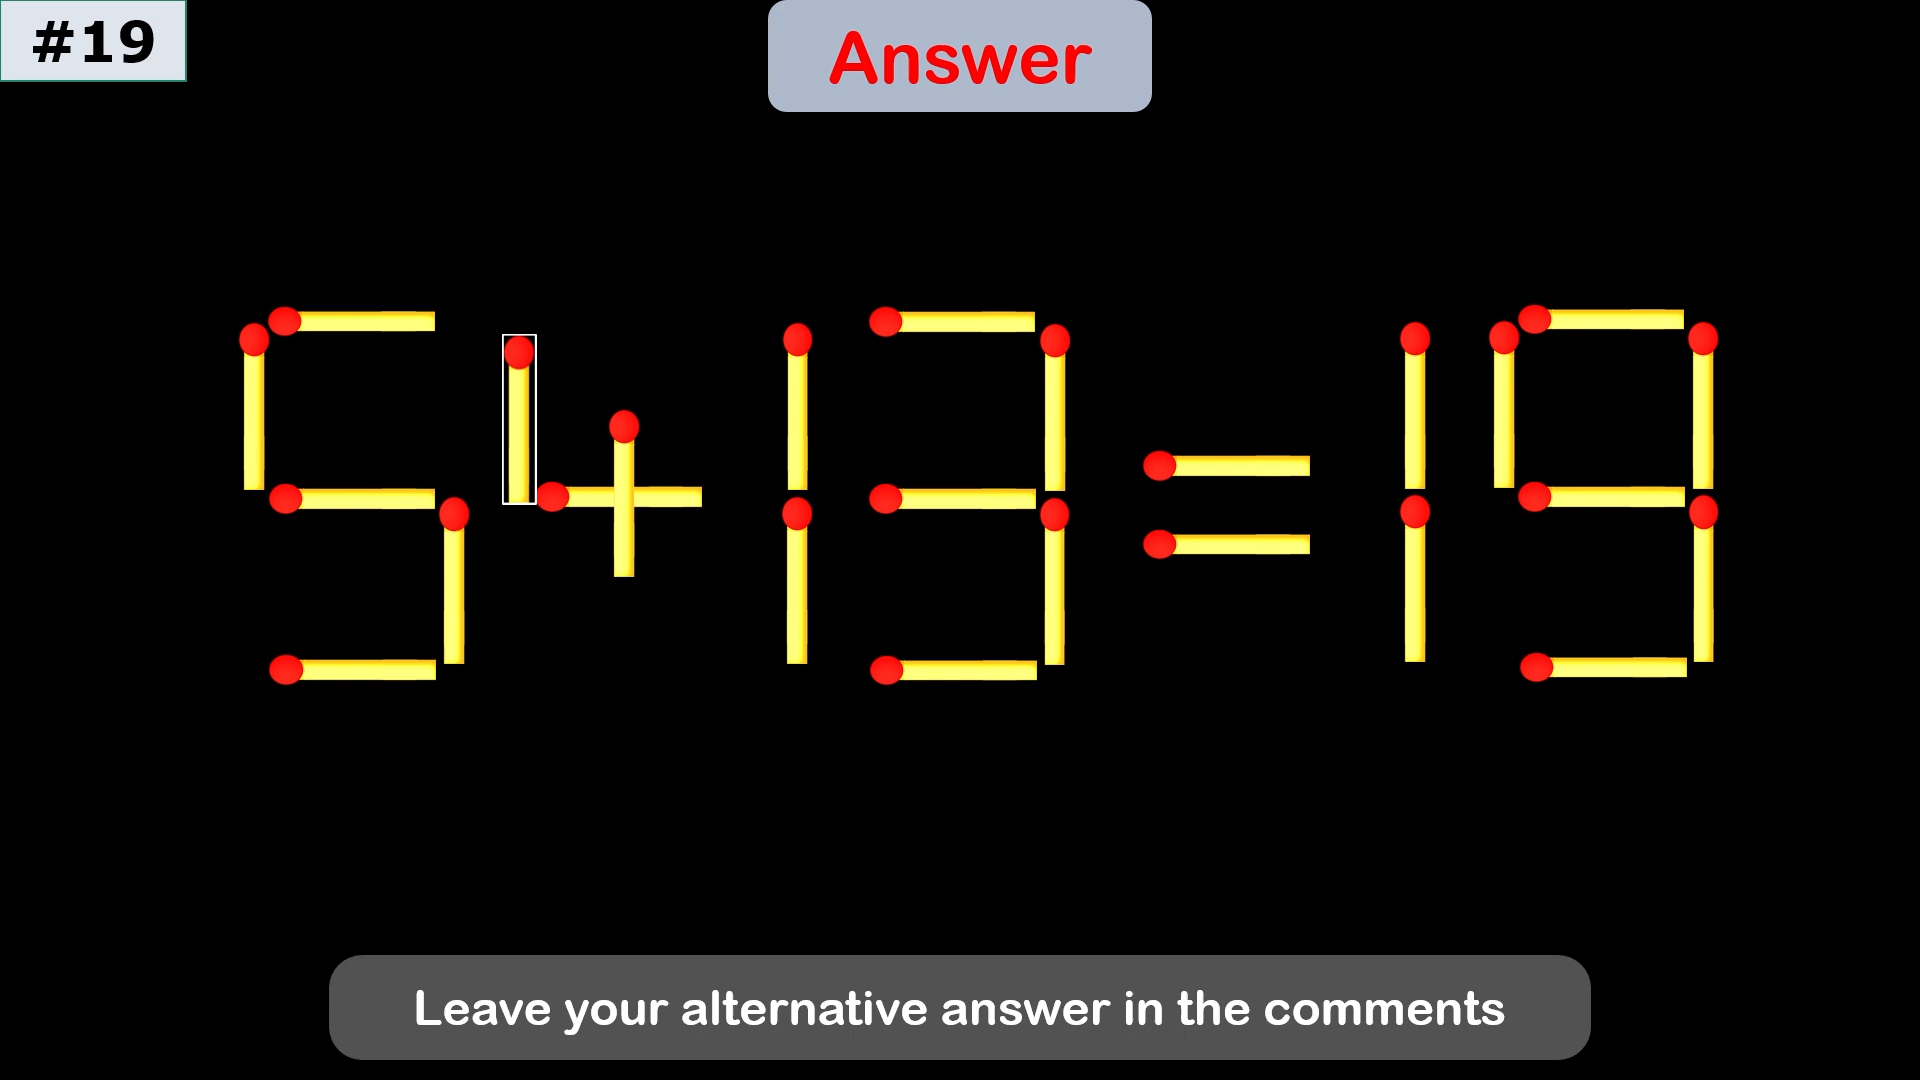 #19
Answer
5 + 13 = 19
Leave your alternative answer in the comments